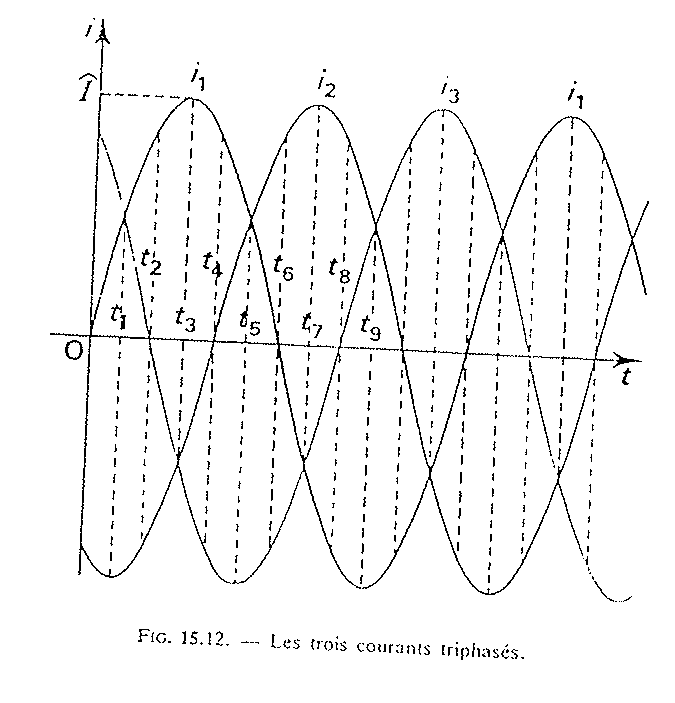 i
Î i₁ i₂ i₃ i₁
t₂ t₄ t₆ t₈
t₁ t₃ t₅ t₇ t₉
O t
FIG. 15.12. — Les trois courants triphasés.